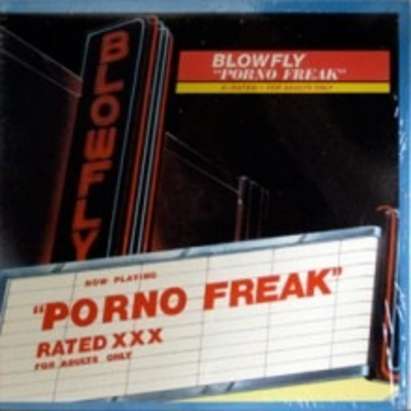 BLOWFLY
BLOWFLY
"PORNO FREAK"
X-RATED - FOR ADULTS ONLY
NOW PLAYING
"PORNO FREAK"
RATED XXX
FOR ADULTS ONLY